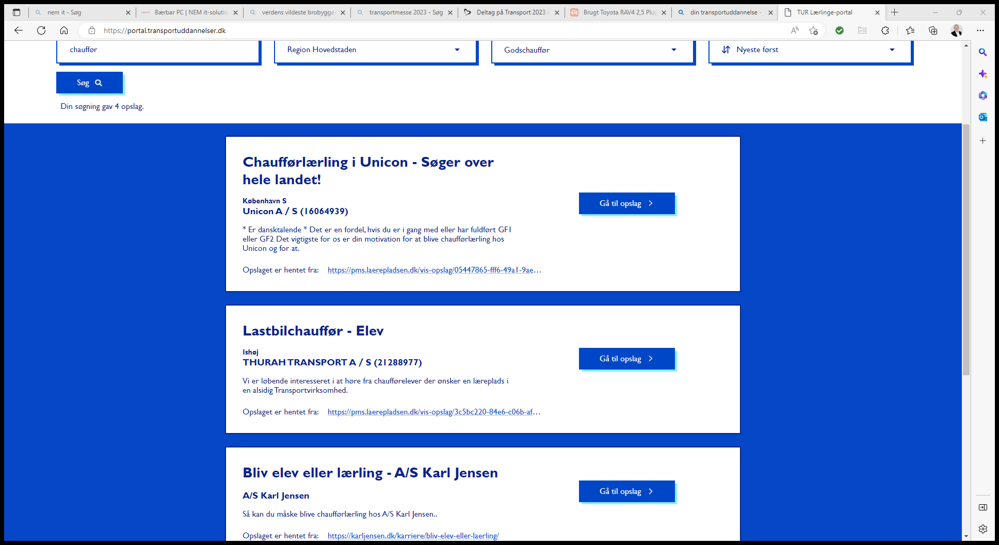 nem it - Søg
Bærbar PC | NEM it-solutio
verdens vildeste brobygge
transportmesse 2023 - Søg
Deltag på Transport 2023 i
Brugt Toyota RAV4 2,5 Plug
din transportuddannelse -
TUR Lærlinge-portal
https://portal.transportuddannelser.dk
chauffør
Region Hovedstaden
Godschauffør
Nyeste først
Søg
Din søgning gav 4 opslag.
Chaufførlærling i Unicon - Søger over
hele landet!
København S
Unicon A / S (16064939)
* Er dansktalende * Det er en fordel, hvis du er i gang med eller har fuldført GF1
eller GF2 Det vigtigste for os er din motivation for at blive chaufførlærling hos
Unicon og for at.
Opslaget er hentet fra: https://pms.laerepladsen.dk/vis-opslag/05447865-fff6-49a1-9ae…
Gå til opslag
Lastbilchauffør - Elev
Ishøj
THURAH TRANSPORT A / S (21288977)
Vi er løbende interesseret i at høre fra chaufførelever der ønsker en læreplads i
en alsidig Transportvirksomhed.
Opslaget er hentet fra: https://pms.laerepladsen.dk/vis-opslag/3c5bc220-84e6-c06b-af…
Gå til opslag
Bliv elev eller lærling - A/S Karl Jensen
A/S Karl Jensen
Så kan du måske blive chaufførlærling hos A/S Karl Jensen..
Opslaget er hentet fra: https://karljensen.dk/karriere/bliv-elev-eller-laerling/
Gå til opslag